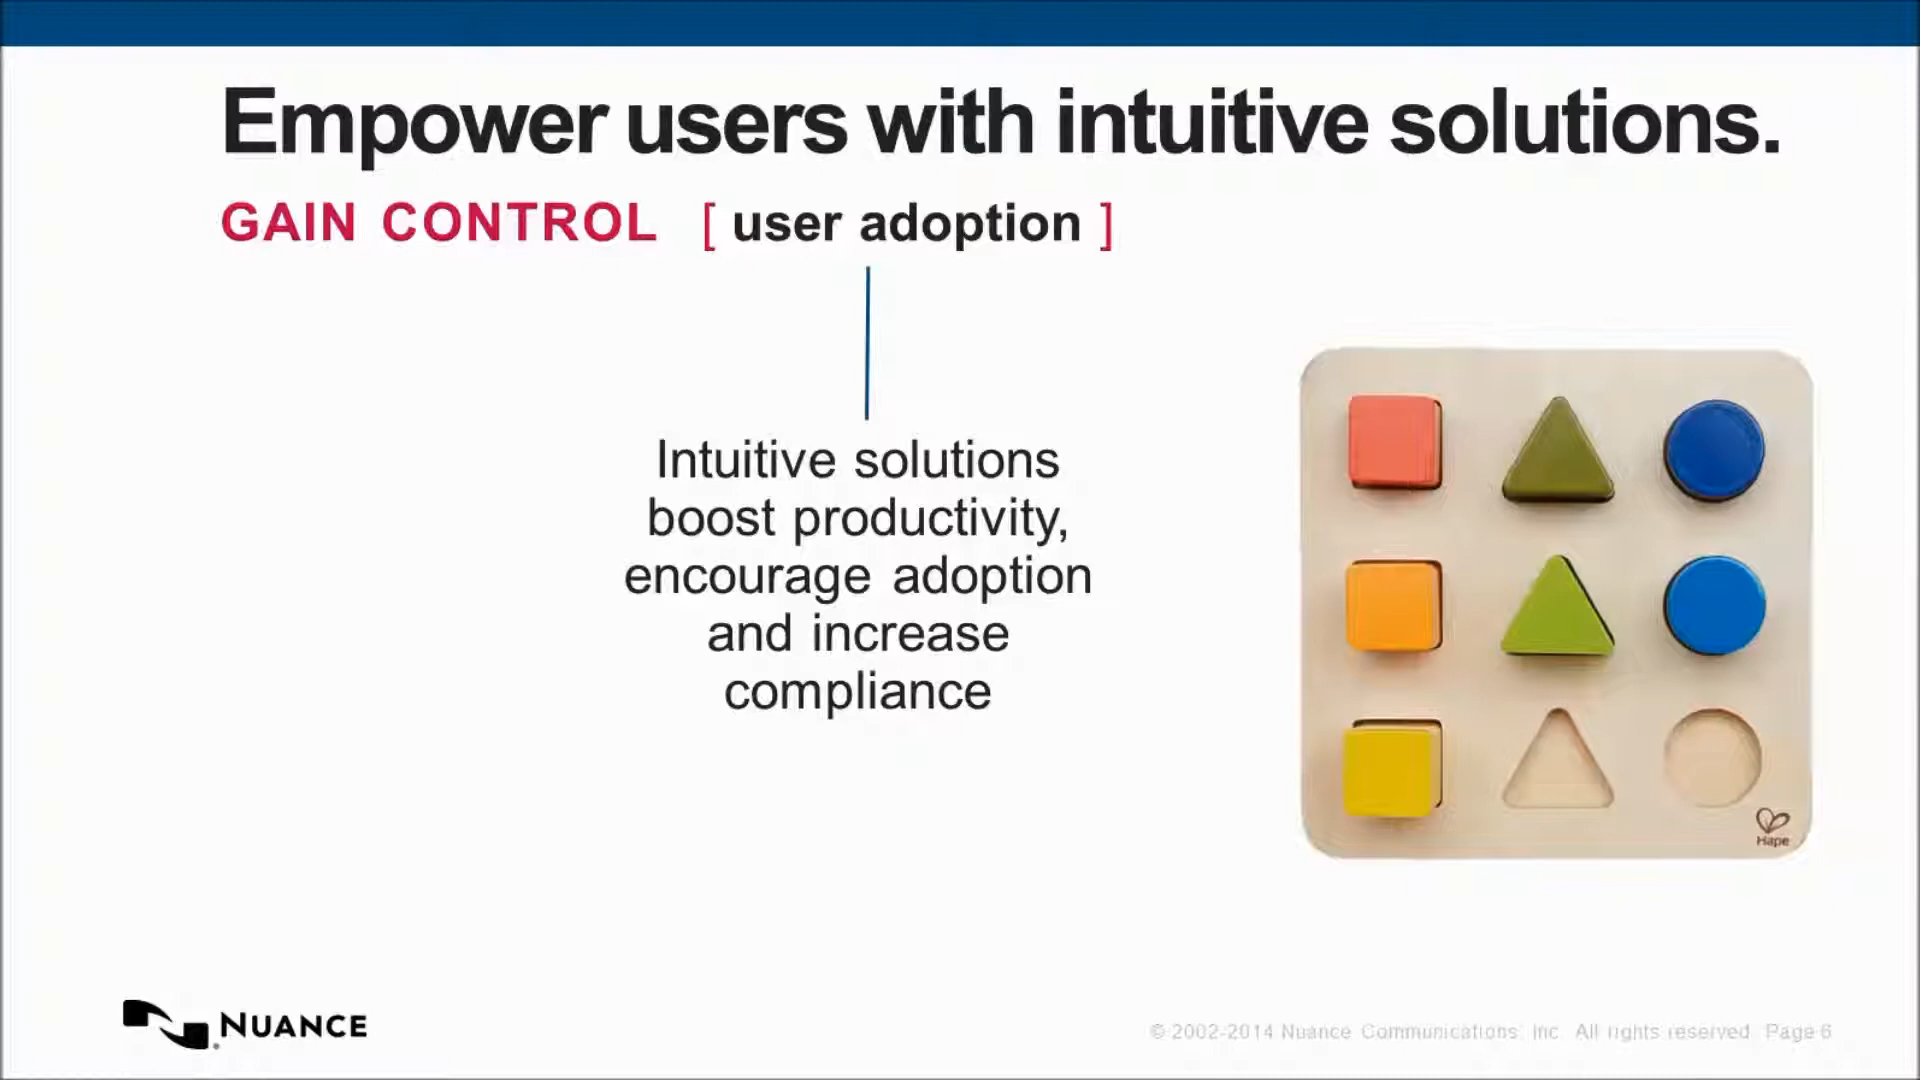 Empower users with intuitive solutions.
GAIN CONTROL [ user adoption ]
Intuitive solutions
boost productivity,
encourage adoption
and increase
compliance
Hape
NUANCE
© 2002-2014 Nuance Communications, Inc. All rights reserved. Page 6